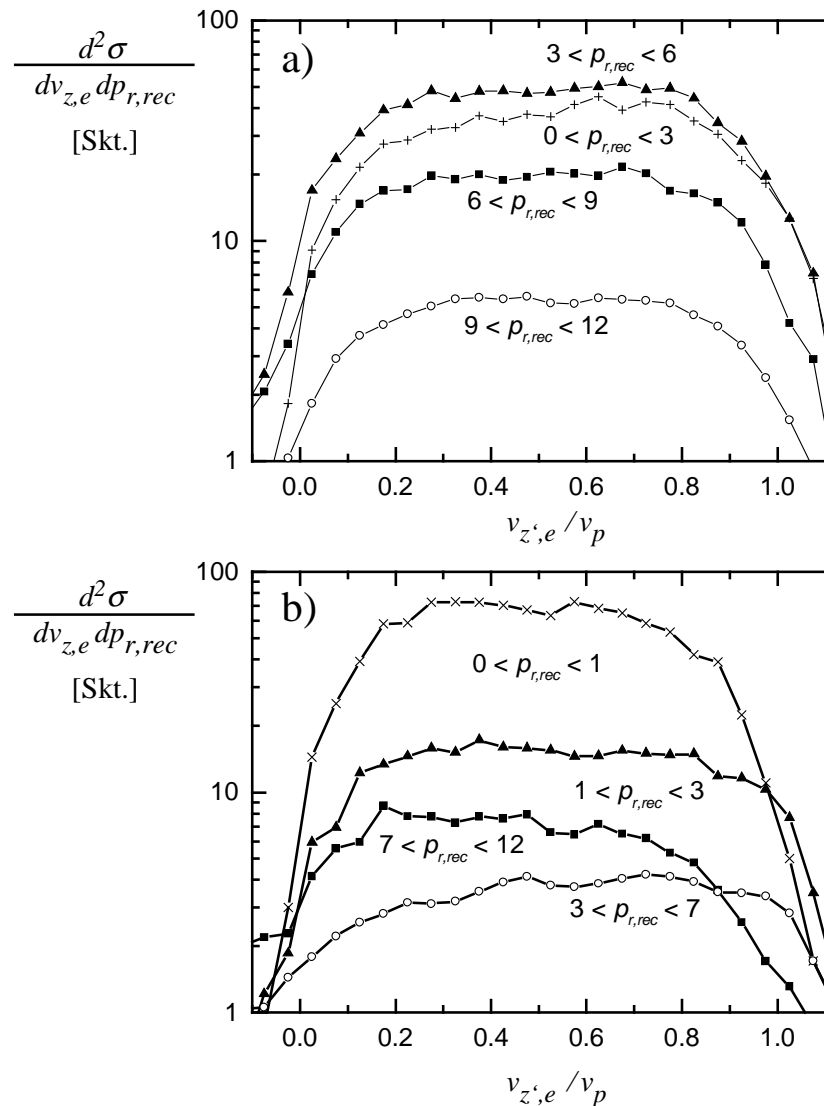 a)
d²σ
dv_{z,e} dp_{r,rec}
[Skt.]
100
10
1
3 < p_{r,rec} < 6
0 < p_{r,rec} < 3
6 < p_{r,rec} < 9
9 < p_{r,rec} < 12
0.0 0.2 0.4 0.6 0.8 1.0
v_{z‘,e} /v_p
b)
d²σ
dv_{z,e} dp_{r,rec}
[Skt.]
100
10
1
0 < p_{r,rec} < 1
1 < p_{r,rec} < 3
7 < p_{r,rec} < 12
3 < p_{r,rec} < 7
0.0 0.2 0.4 0.6 0.8 1.0
v_{z‘,e} /v_p